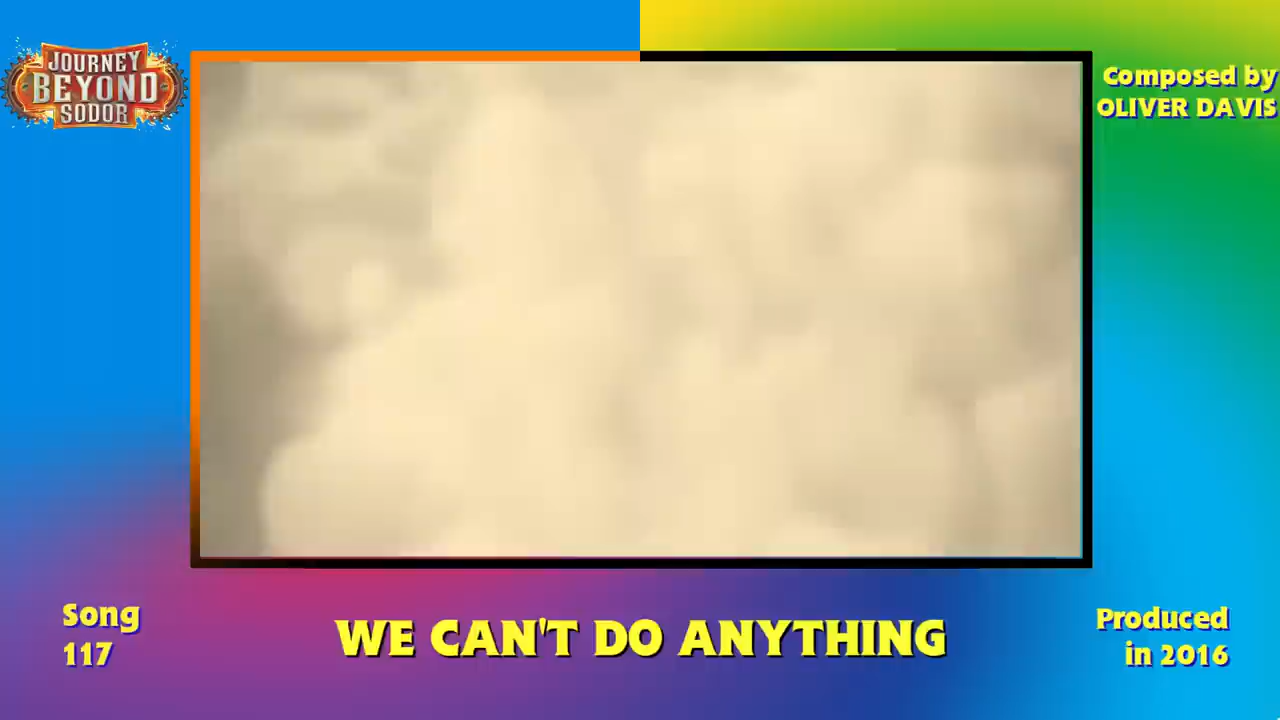 JOURNEY
BEYOND
SODOR
Composed by
OLIVER DAVIS
Song
117
WE CAN'T DO ANYTHING
Produced
in 2016